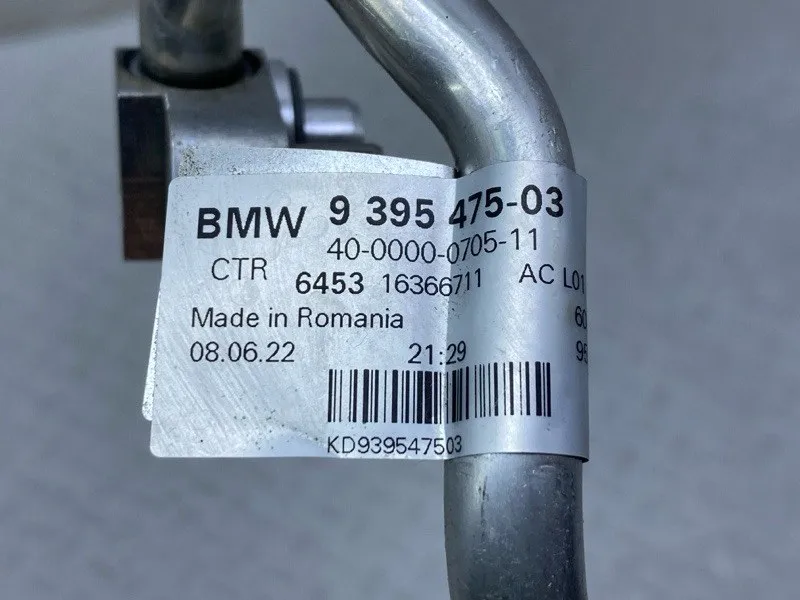 BMW 9 395 475-03
40-0000-0705-11
CTR 6453 16366711 AC L01
Made in Romania
08.06.22 21:29
KD939547503